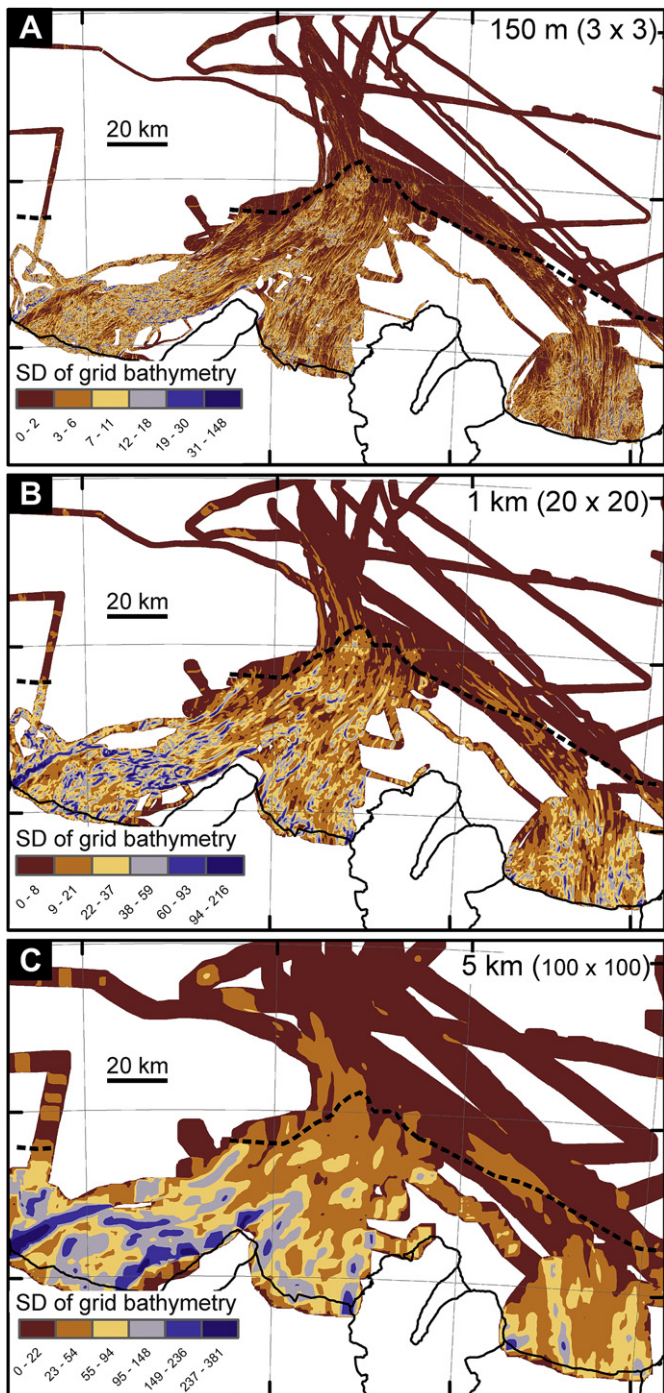 A
150 m (3 x 3)
20 km
SD of grid bathymetry
0 - 2
3 - 6
7 - 11
12 - 18
19 - 30
31 - 148
B
1 km (20 x 20)
20 km
SD of grid bathymetry
0 - 8
9 - 21
22 - 37
38 - 59
60 - 93
94 - 216
C
5 km (100 x 100)
20 km
SD of grid bathymetry
0 - 22
23 - 54
55 - 94
95 - 148
149 - 236
237 - 381